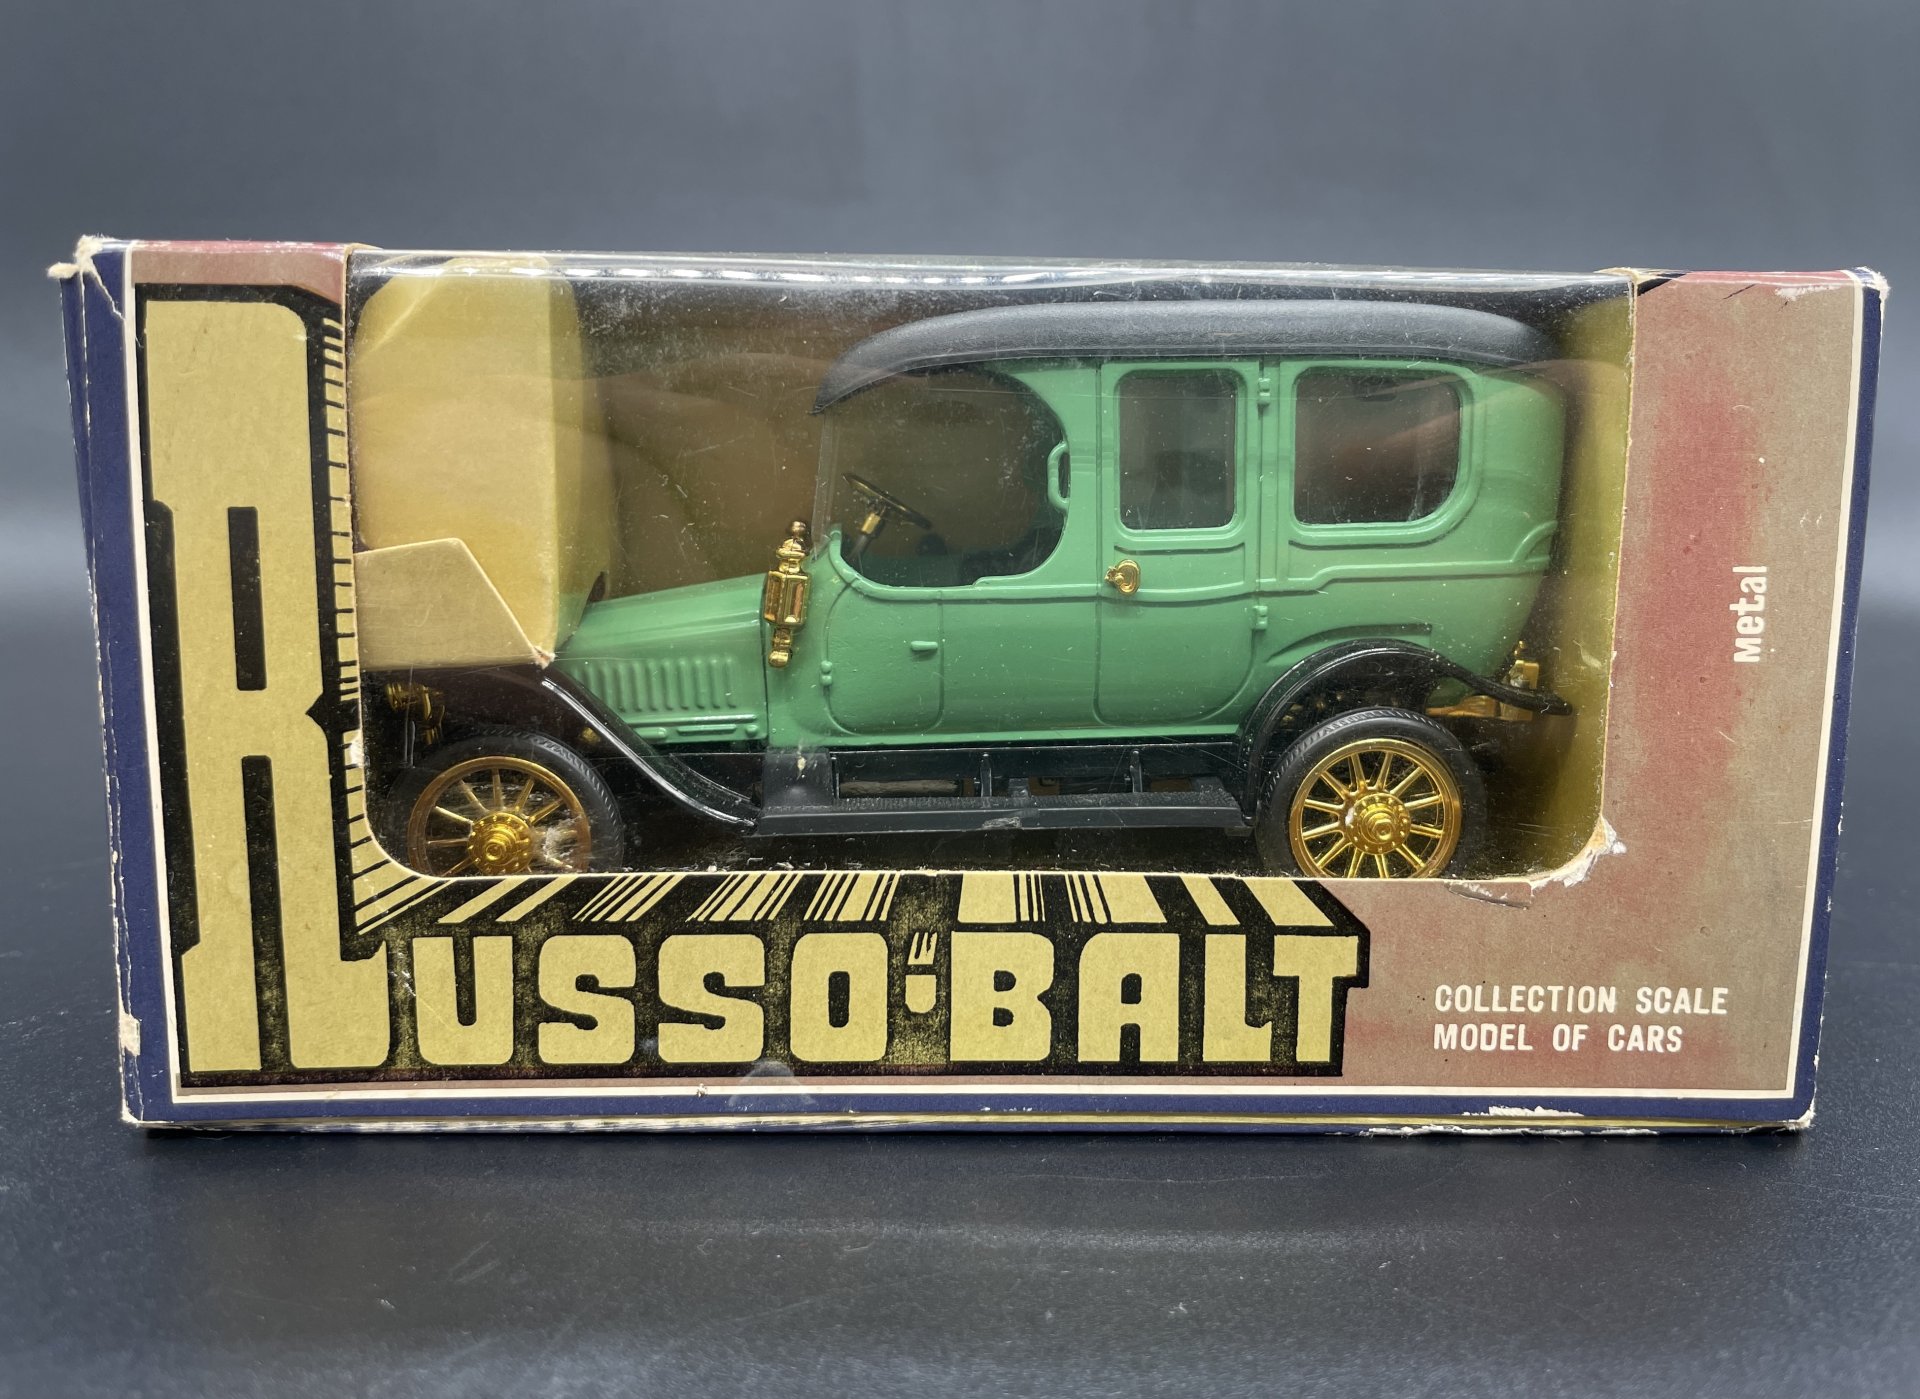 RUSSO-BALT
Metal
COLLECTION SCALE
MODEL OF CARS